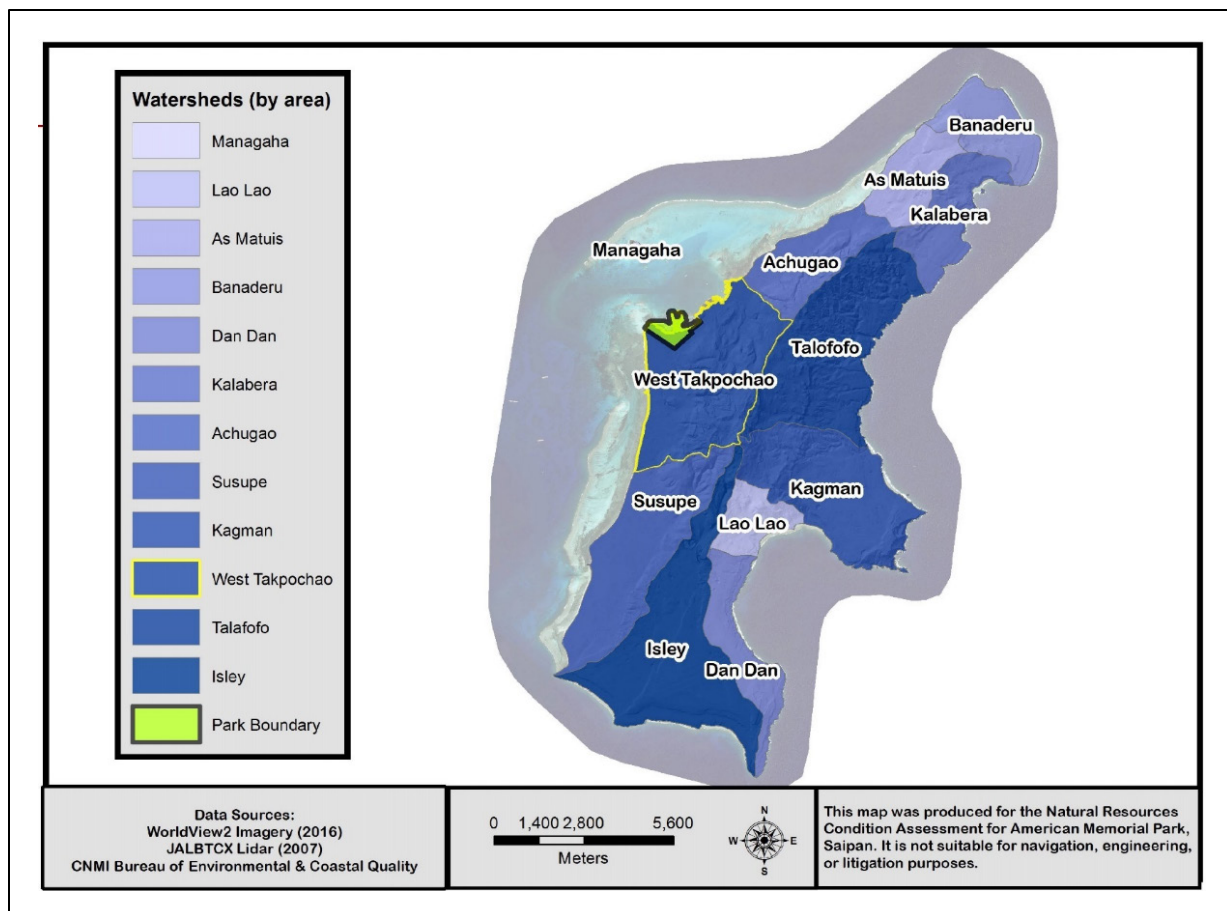 Watersheds (by area)
Managaha
Lao Lao
As Matuis
Banaderu
Dan Dan
Kalabera
Achugao
Susupe
Kagman
West Takpochao
Talafofo
Isley
Park Boundary
Banaderu
As Matuis
Kalabera
Managaha
Achugao
Talofofo
West Takpochao
Kagman
Susupe
Lao Lao
Isley
Dan Dan
Data Sources:
WorldView2 Imagery (2016)
JALBTCX Lidar (2007)
CNMI Bureau of Environmental & Coastal Quality
0 1,400 2,800 5,600
Meters
N
W E
S
This map was produced for the Natural Resources
Condition Assessment for American Memorial Park,
Saipan. It is not suitable for navigation, engineering,
or litigation purposes.